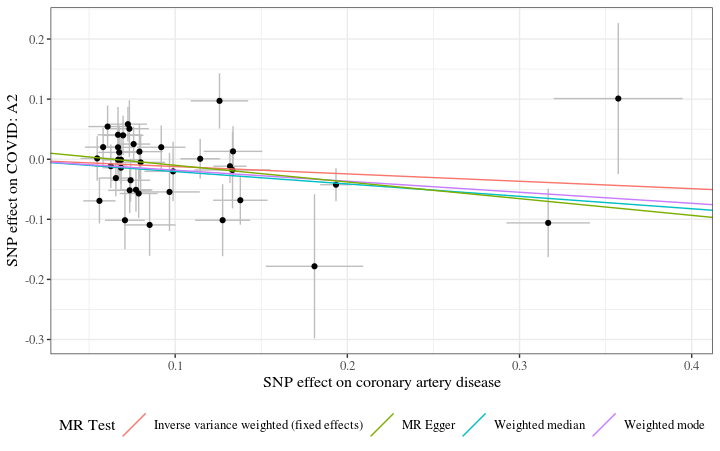 0.2
0.1
0.0
-0.1
-0.2
-0.3
SNP effect on COVID: A2
0.1 0.2 0.3 0.4
SNP effect on coronary artery disease
MR Test Inverse variance weighted (fixed effects) MR Egger Weighted median Weighted mode